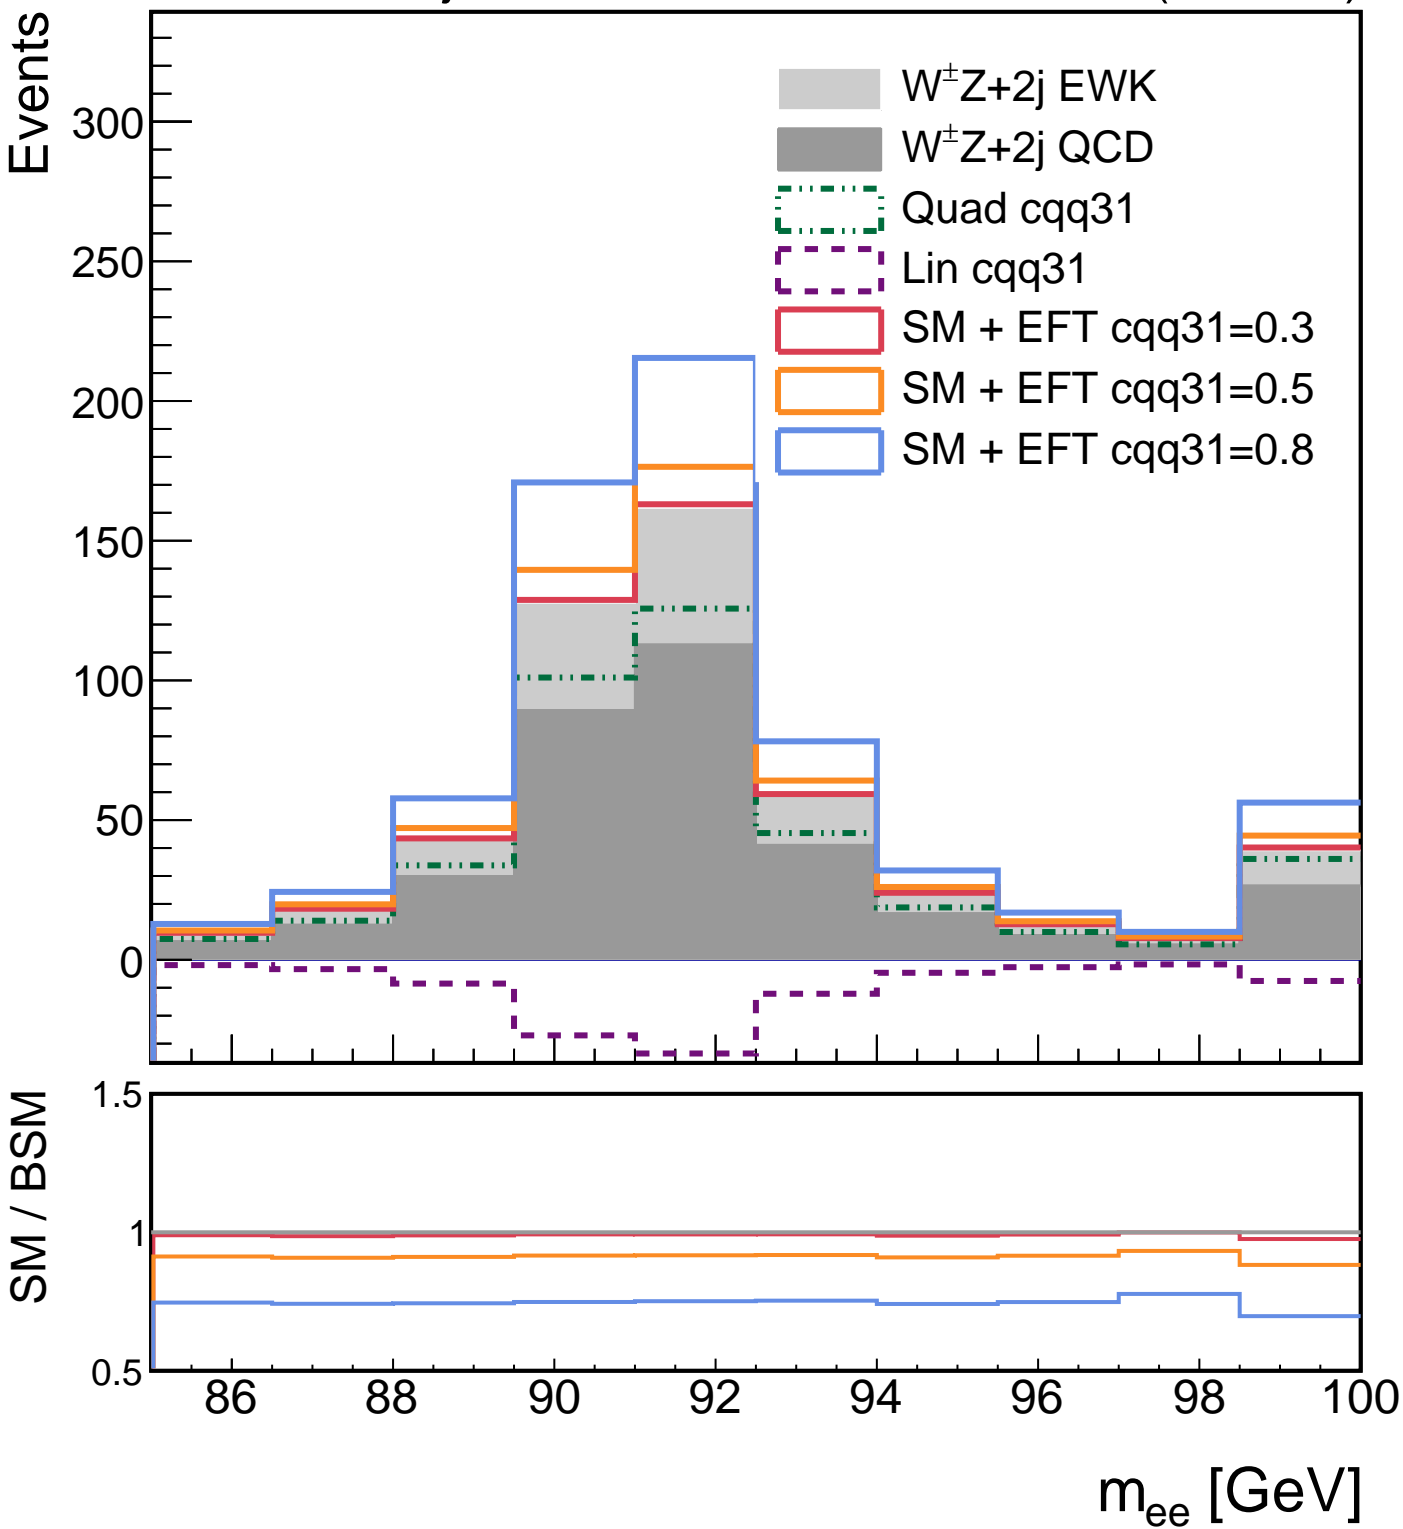 Events
300
250
200
150
100
50
0
W±Z+2j EWK
W±Z+2j QCD
Quad cqq31
Lin cqq31
SM + EFT cqq31=0.3
SM + EFT cqq31=0.5
SM + EFT cqq31=0.8
SM / BSM
1.5
1
0.5
86 88 90 92 94 96 98 100
m_ee [GeV]